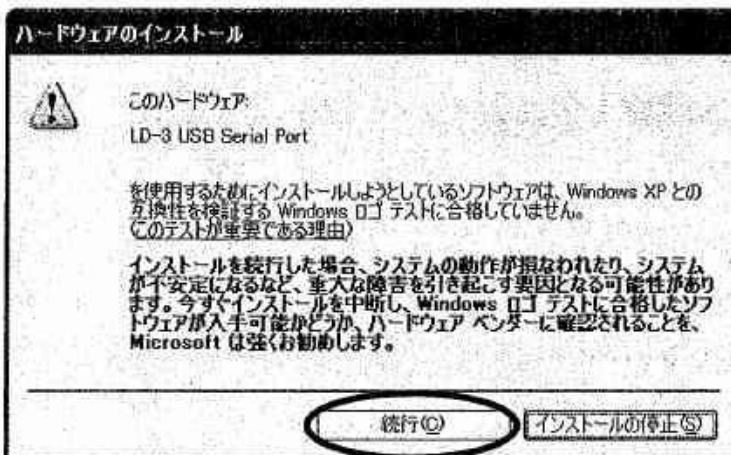 ハードウェアのインストール
このハードウェア:
LD-3 USB Serial Port
を使用するためにインストールしようとしているソフトウェアは、Windows XP との
互換性を検証する Windows ロゴ テストに合格していません。
(このテストが重要である理由)
インストールを続行した場合、システムの動作が損なわれたり、システム
が不安定になるなど、重大な障害を引き起こす要因となる可能性があり
ます。今すぐインストールを中断し、Windows ロゴ テストに合格したソフ
トウェアが入手可能かどうか、ハードウェア ベンダーに確認されることを、
Microsoft は強くお勧めします。
続行(C)
インストールの停止(S)